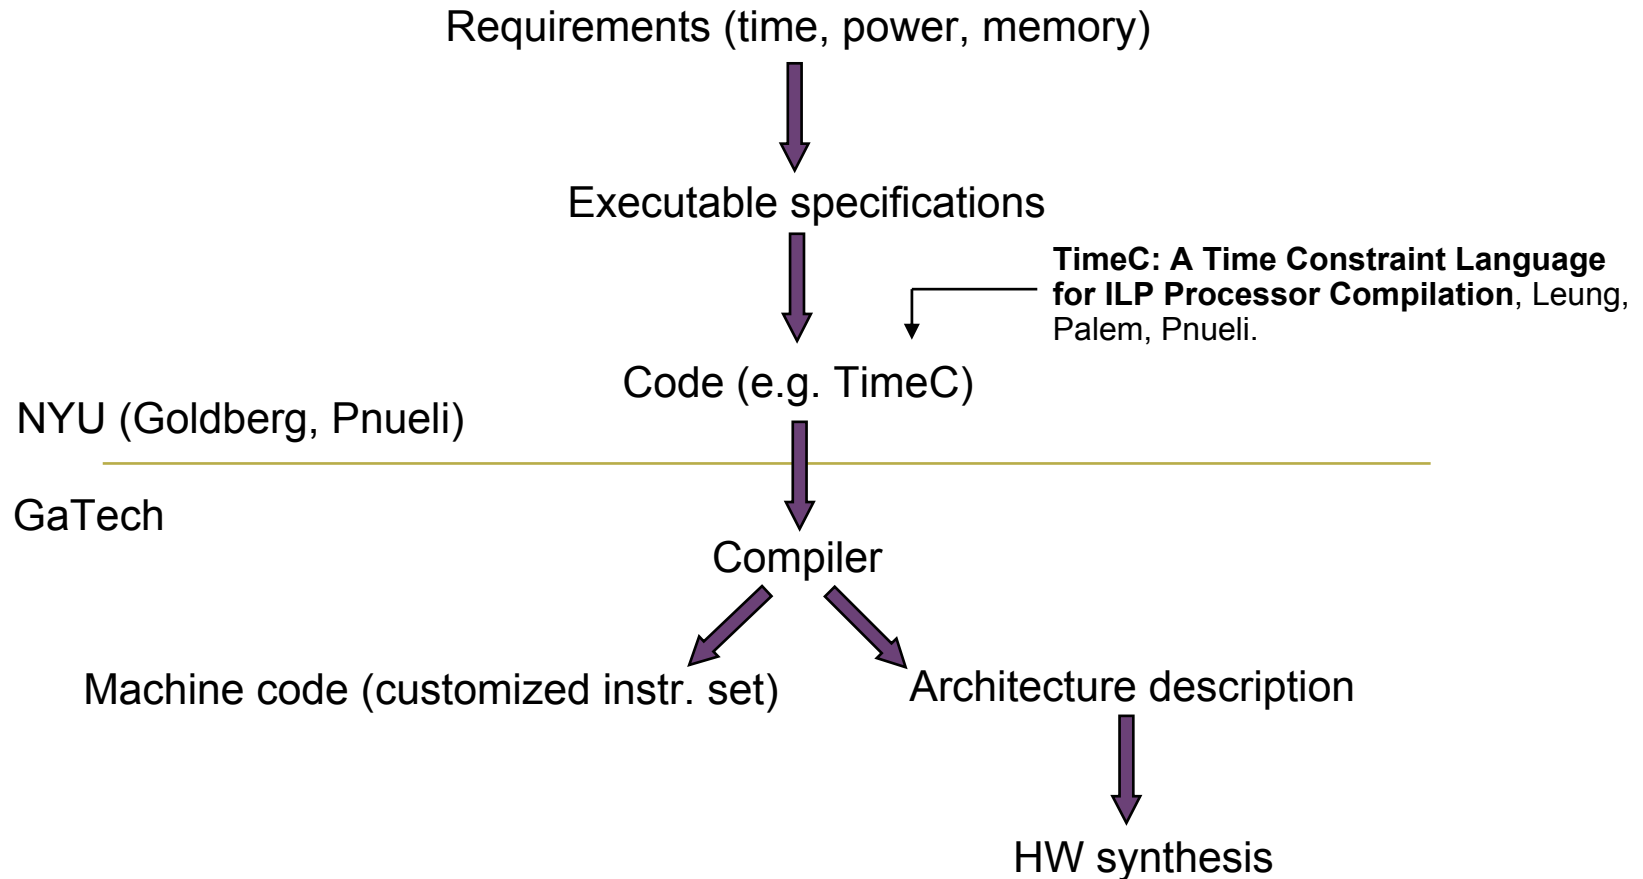 Requirements (time, power, memory)
Executable specifications
TimeC: A Time Constraint Language
for ILP Processor Compilation, Leung,
Palem, Pnueli.
Code (e.g. TimeC)
NYU (Goldberg, Pnueli)
GaTech
Compiler
Machine code (customized instr. set)
Architecture description
HW synthesis